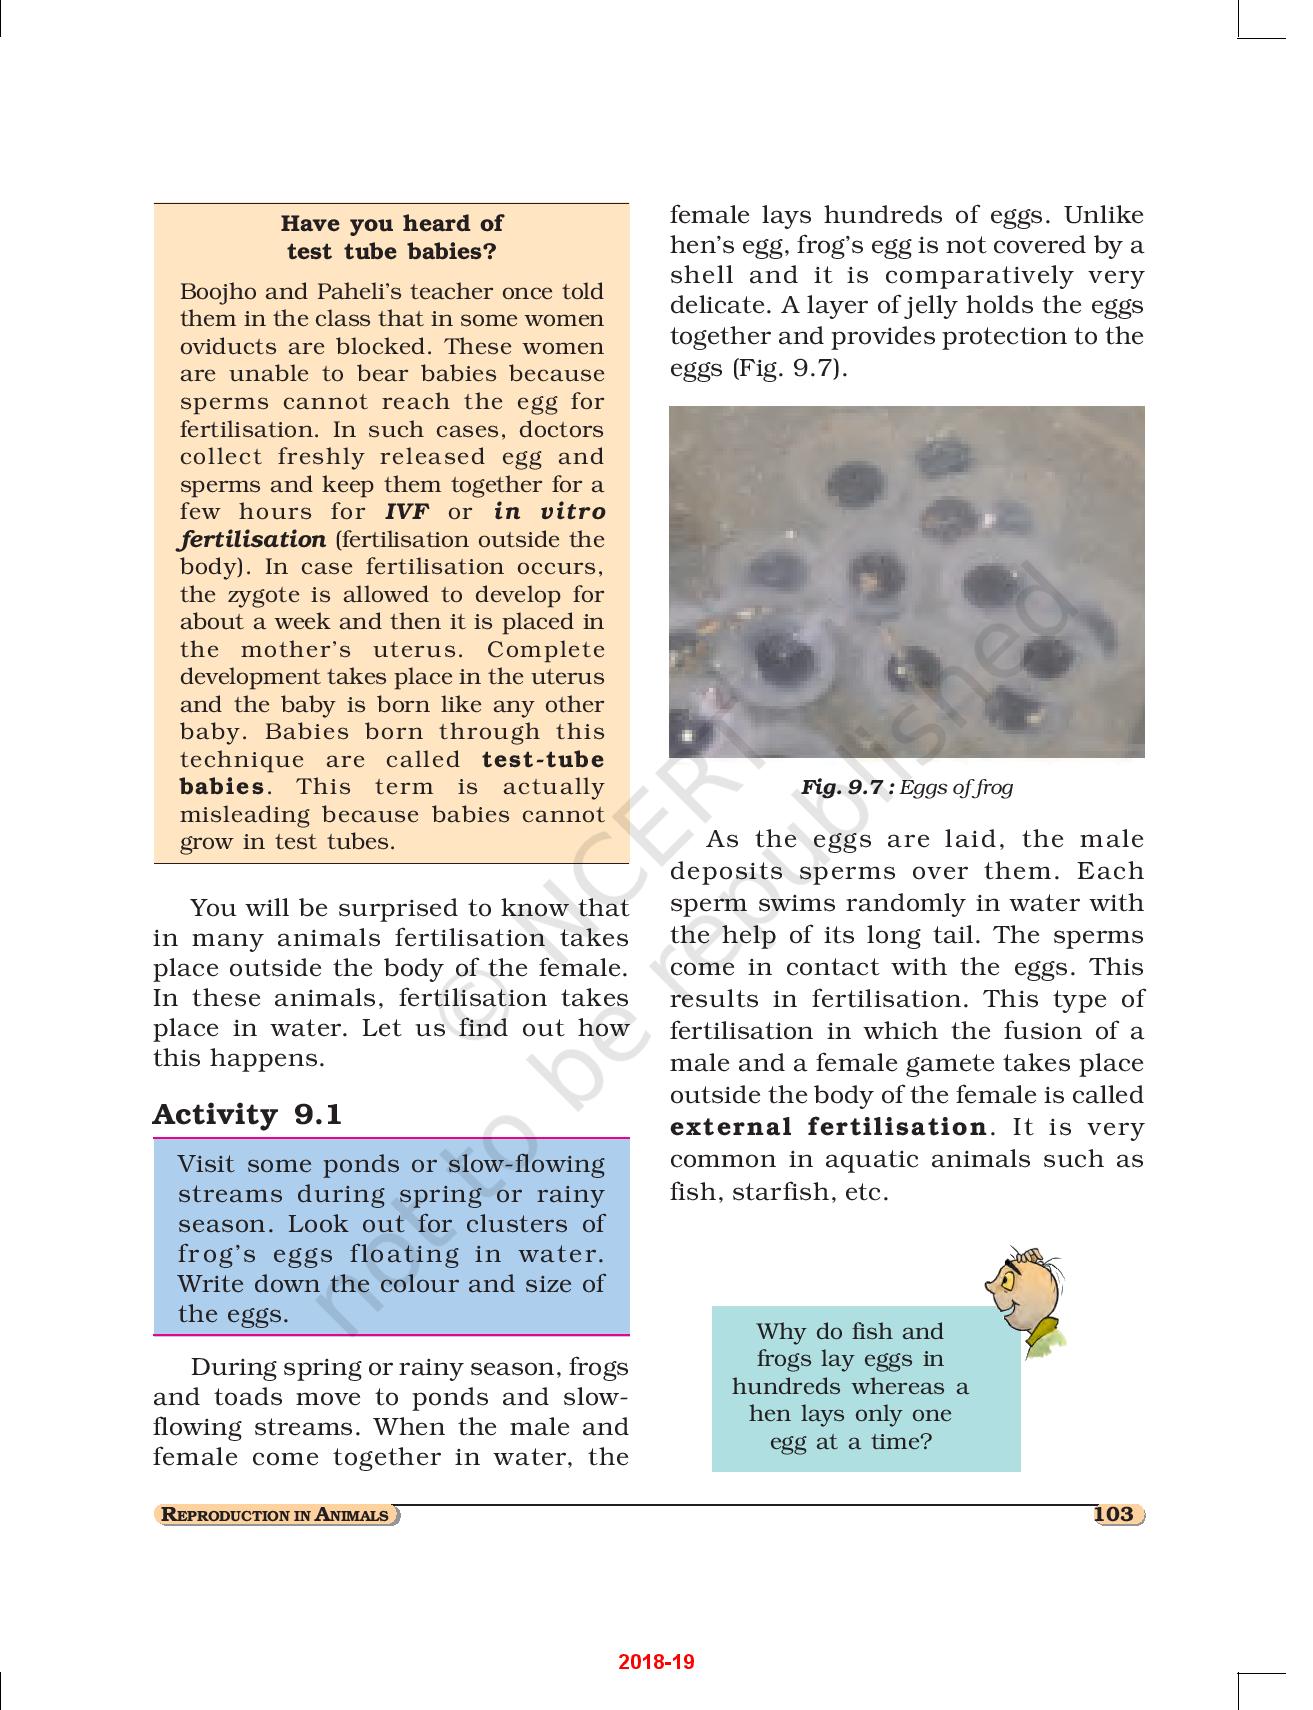 Have you heard of
test tube babies?
Boojho and Paheli's teacher once told
them in the class that in some women
oviducts are blocked. These women
are unable to bear babies because
sperms cannot reach the egg for
fertilisation. In such cases, doctors
collect freshly released egg and
sperms and keep them together for a
few hours for IVF or in vitro
fertilisation (fertilisation outside the
body). In case fertilisation occurs,
the zygote is allowed to develop for
about a week and then it is placed in
the mother's uterus. Complete
development takes place in the uterus
and the baby is born like any other
baby. Babies born through this
technique are called test-tube
babies. This term is actually
misleading because babies cannot
grow in test tubes.
You will be surprised to know that
in many animals fertilisation takes
place outside the body of the female.
In these animals, fertilisation takes
place in water. Let us find out how
this happens.
Activity 9.1
Visit some ponds or slow-flowing
streams during spring or rainy
season. Look out for clusters of
frog's eggs floating in water.
Write down the colour and size of
the eggs.
During spring or rainy season, frogs
and toads move to ponds and slow-
flowing streams. When the male and
female come together in water, the
female lays hundreds of eggs. Unlike
hen's egg, frog's egg is not covered by a
shell and it is comparatively very
delicate. A layer of jelly holds the eggs
together and provides protection to the
eggs (Fig. 9.7).
Fig. 9.7 : Eggs of frog
As the eggs are laid, the male
deposits sperms over them. Each
sperm swims randomly in water with
the help of its long tail. The sperms
come in contact with the eggs. This
results in fertilisation. This type of
fertilisation in which the fusion of a
male and a female gamete takes place
outside the body of the female is called
external fertilisation. It is very
common in aquatic animals such as
fish, starfish, etc.
Why do fish and
frogs lay eggs in
hundreds whereas a
hen lays only one
egg at a time?
REPRODUCTION IN ANIMALS
103
2018-19
© NCERT
not to be republished